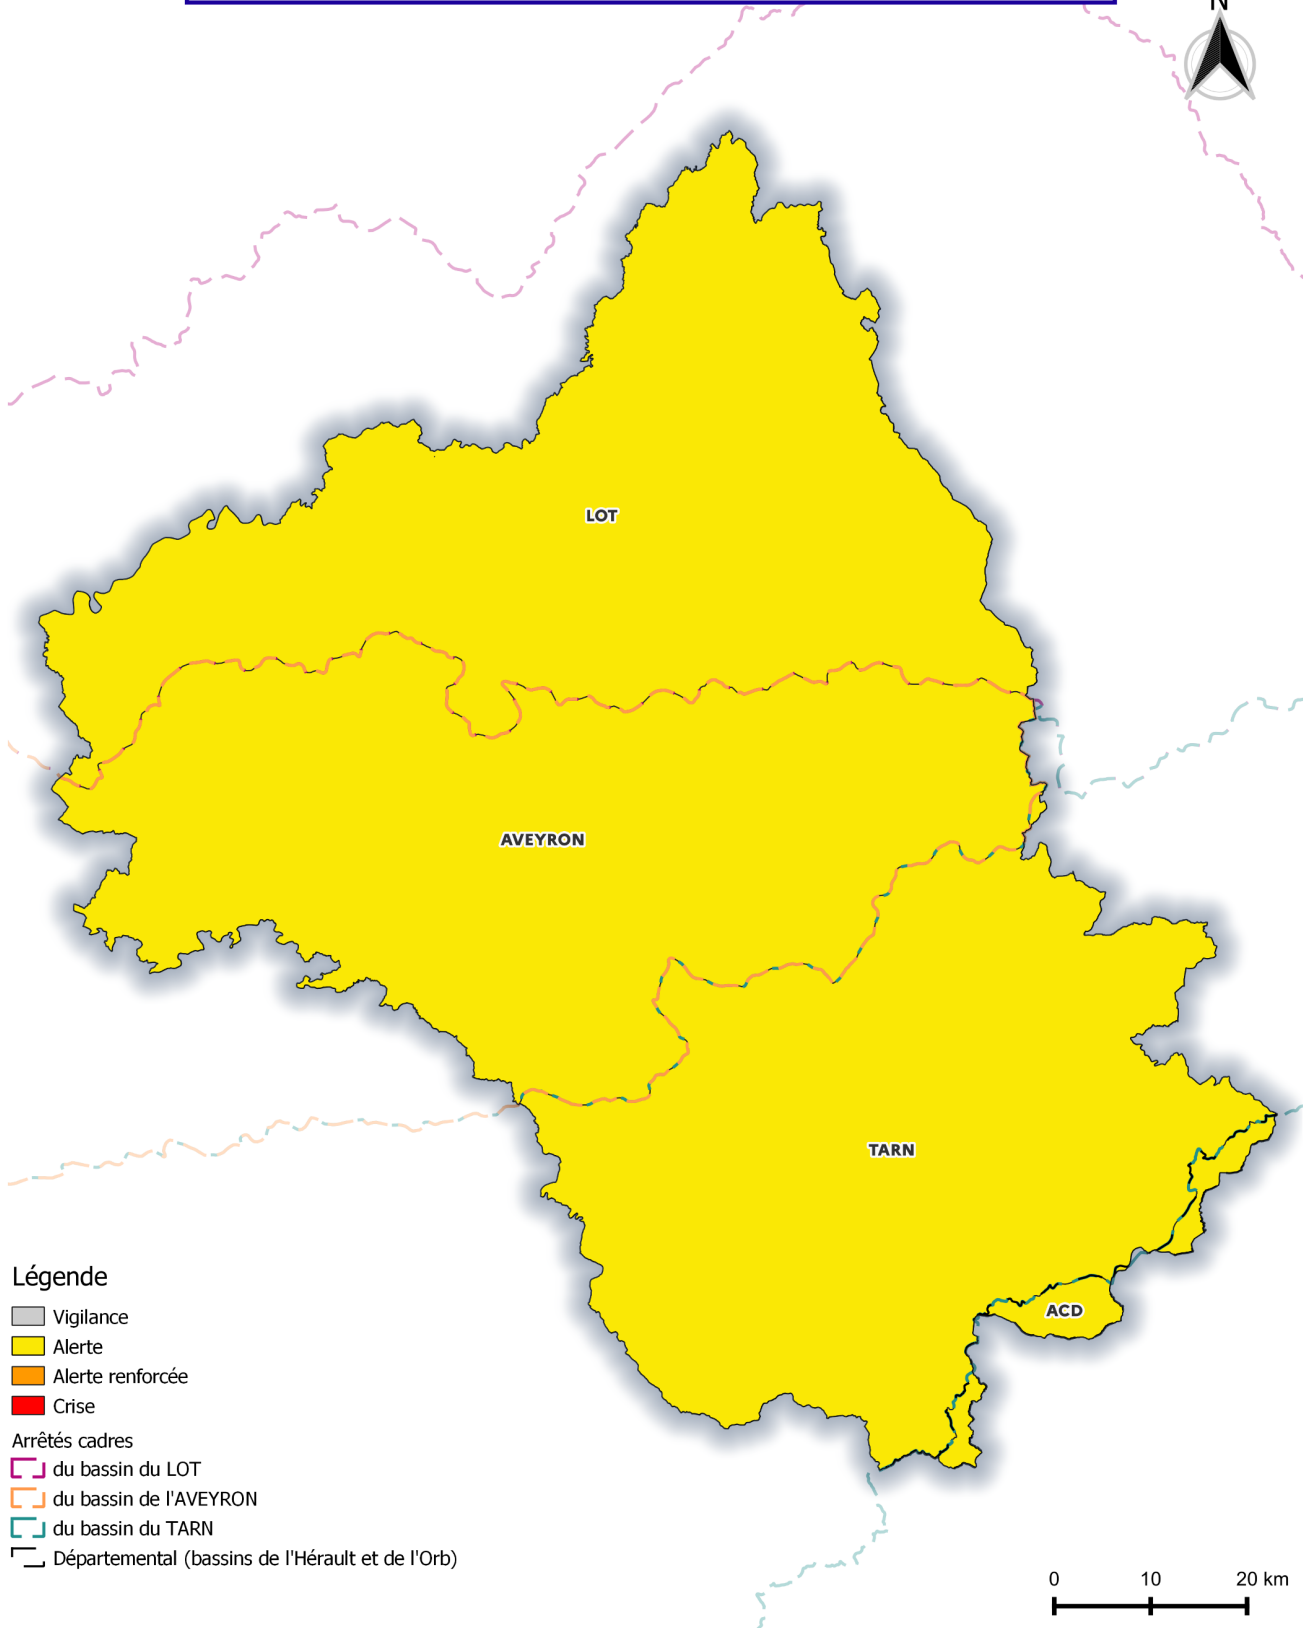 N
LOT
AVEYRON
TARN
ACD
Légende
Vigilance
Alerte
Alerte renforcée
Crise
Arrêtés cadres
du bassin du LOT
du bassin de l'AVEYRON
du bassin du TARN
Départemental (bassins de l'Hérault et de l'Orb)
0 10 20 km